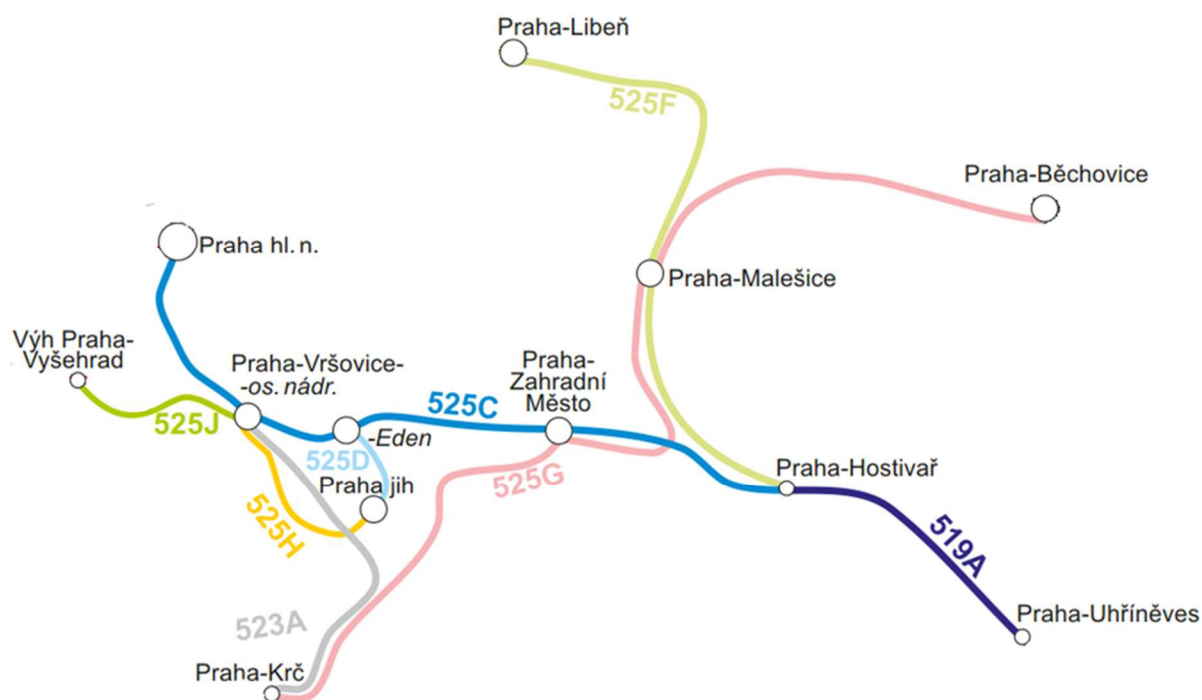 Praha-Libeň
525F
Praha-Běchovice
Praha hl. n.
Praha-Malešice
Výh Praha-
Vyšehrad
Praha-Vršovice-
-os. nádr.
Praha-
Zahradní
Město
525C
525J
-Eden
525D
Praha jih
525G
Praha-Hostivař
525H
519A
523A
Praha-Uhříněves
Praha-Krč